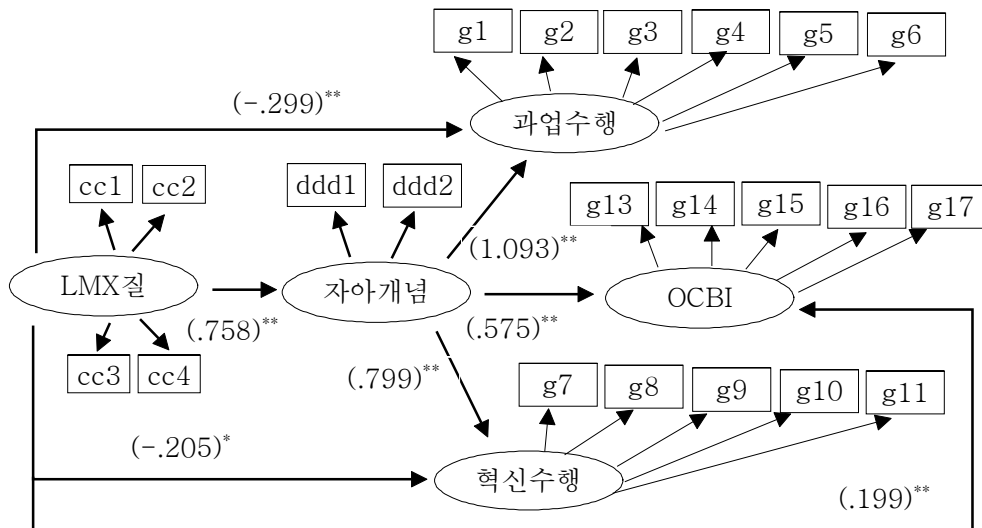 g1 g2 g3 g4 g5 g6
(-.299)**
과업수행
cc1 cc2 ddd1 ddd2
g13 g14 g15 g16 g17
(1.093)**
LMX질 자아개념 OCBI
(.758)** (.575)**
cc3 cc4 (.799)**
g7 g8 g9 g10 g11
(-.205)*
혁신수행
(.199)**